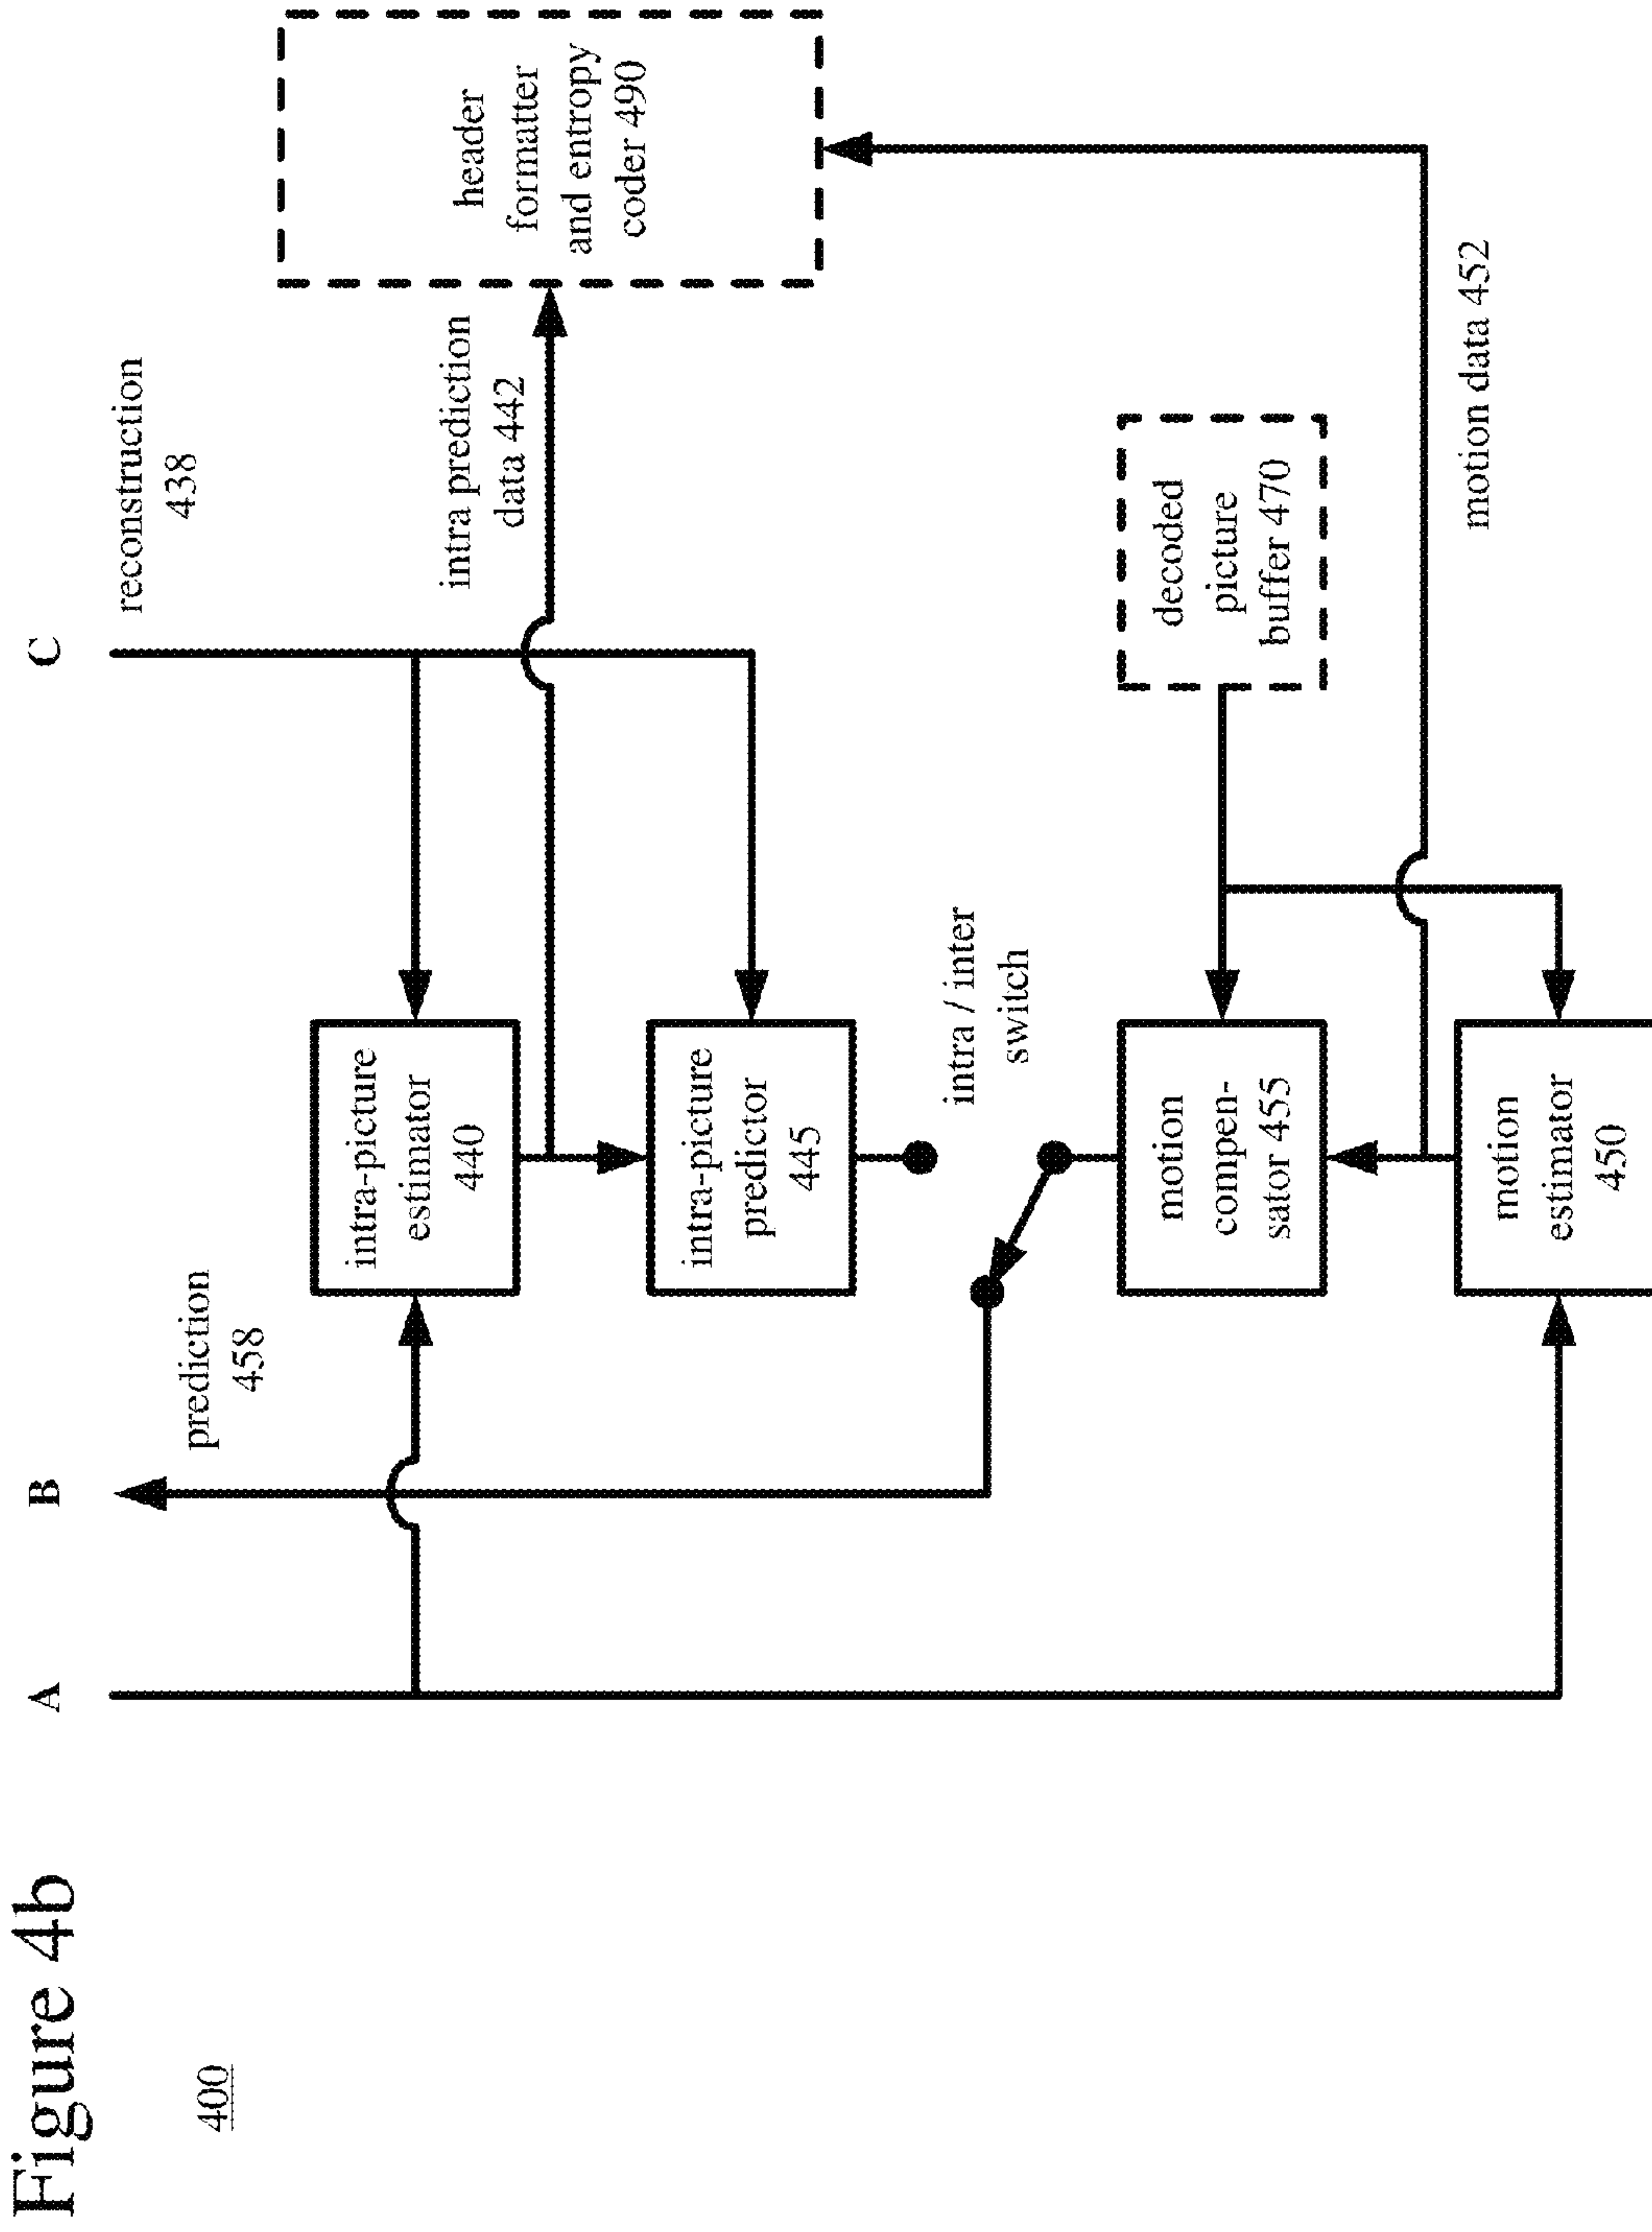 Figure 4b
400
A
B
C
prediction
458
reconstruction
438
intra-picture
estimator
440
intra prediction
data 442
header
formatter
and entropy
coder 490
intra-picture
predictor
445
intra / inter
switch
motion
compen-
sator 455
decoded
picture
buffer 470
motion
estimator
450
motion data 452